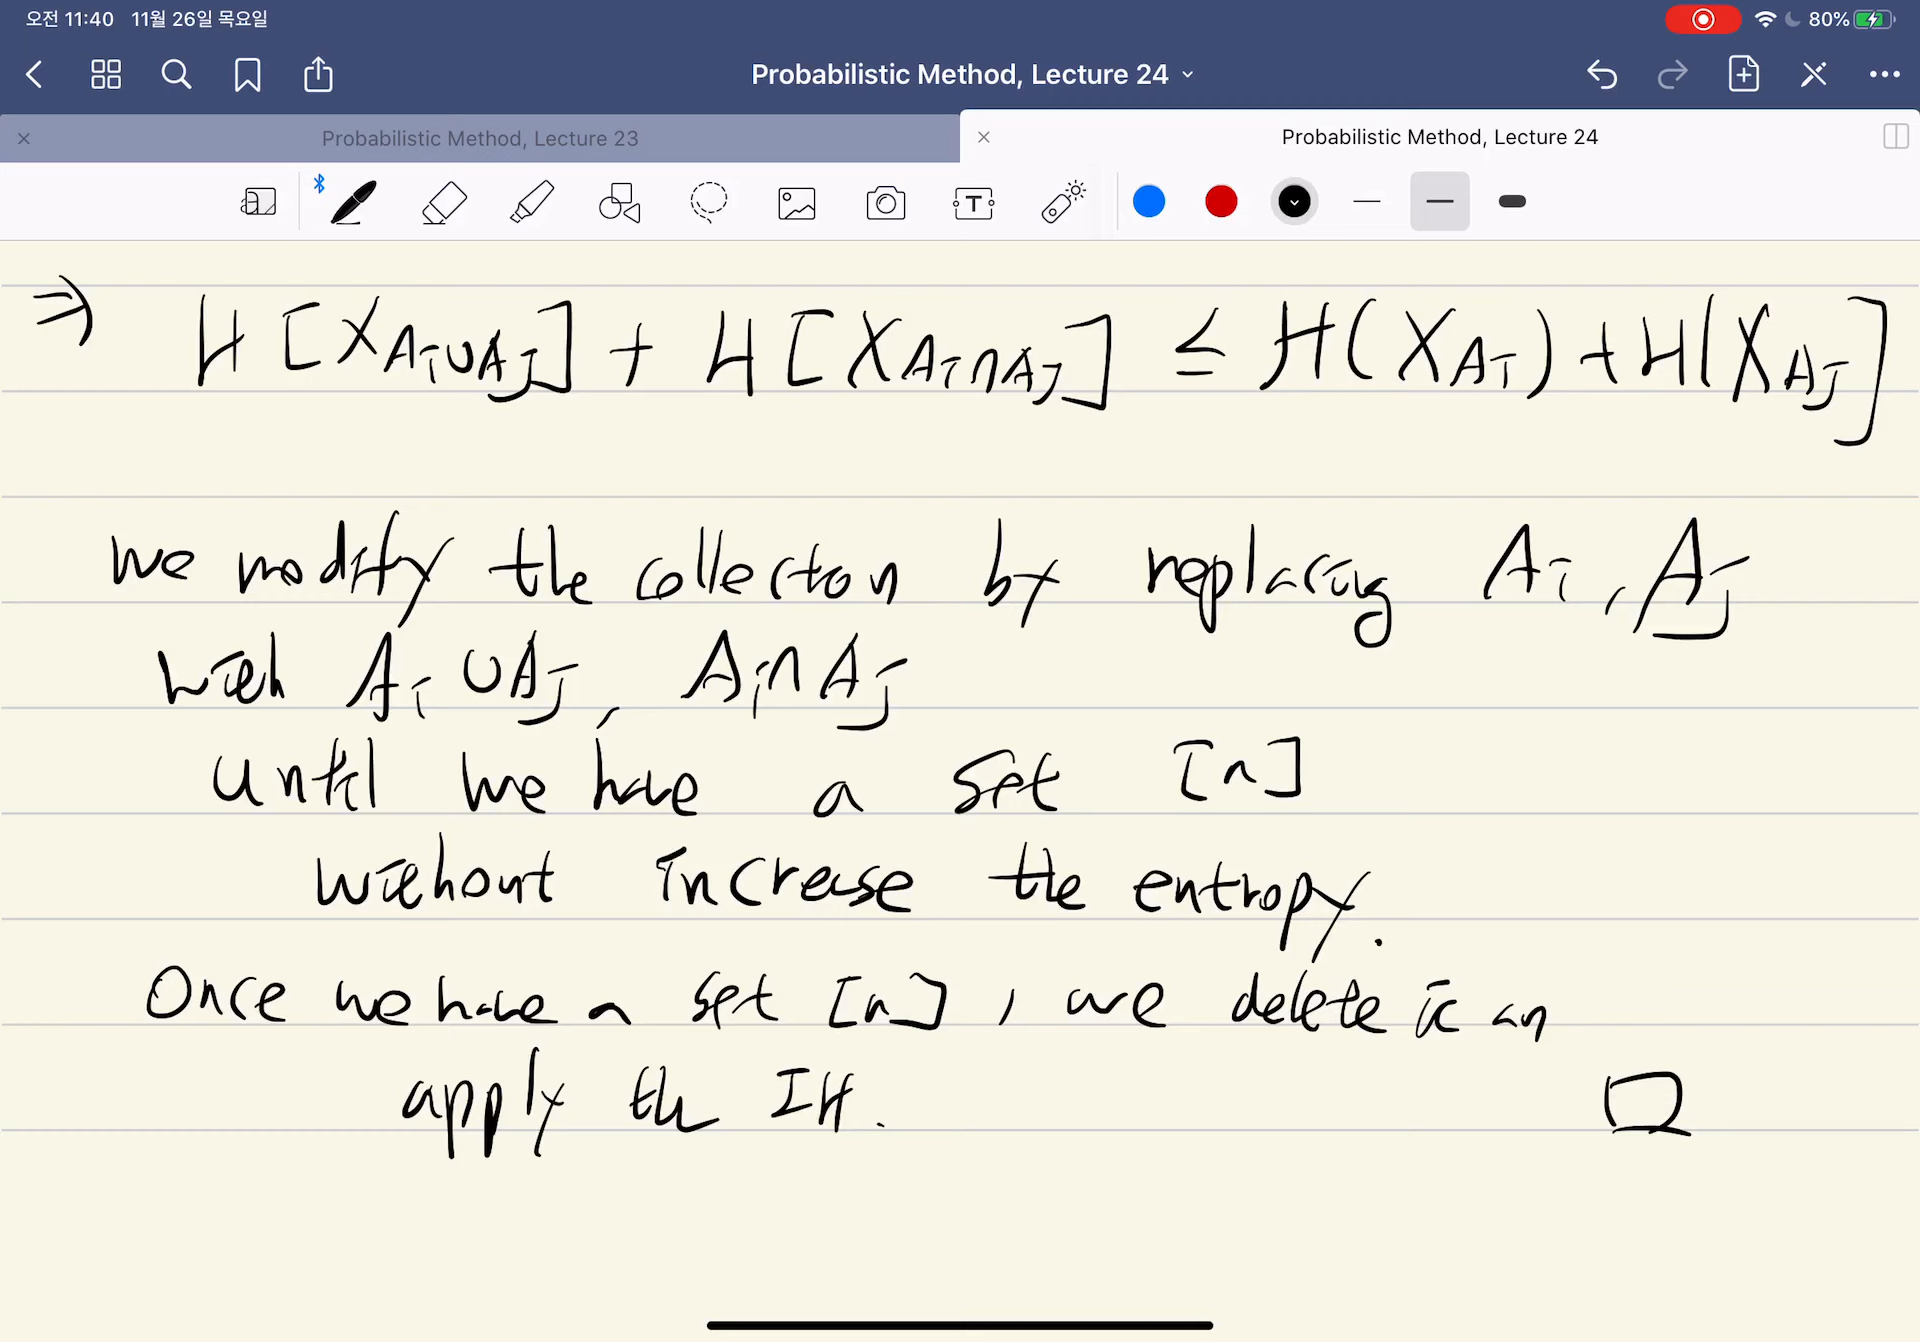 오전 11:40 11월 26일 목요일 80%
Probabilistic Method, Lecture 24
Probabilistic Method, Lecture 23
Probabilistic Method, Lecture 24
⇒ H[X_{A_i∪A_j}] + H[X_{A_i∩A_j}] ≤ H(X_{A_i}) + H(X_{A_j}]
we modify the collection by replacing A_i, A_j
with A_i ∪ A_j, A_i ∩ A_j
until we have a set [n]
without increase the entropy.
Once we have a set [n], we delete it an
apply the IH. □